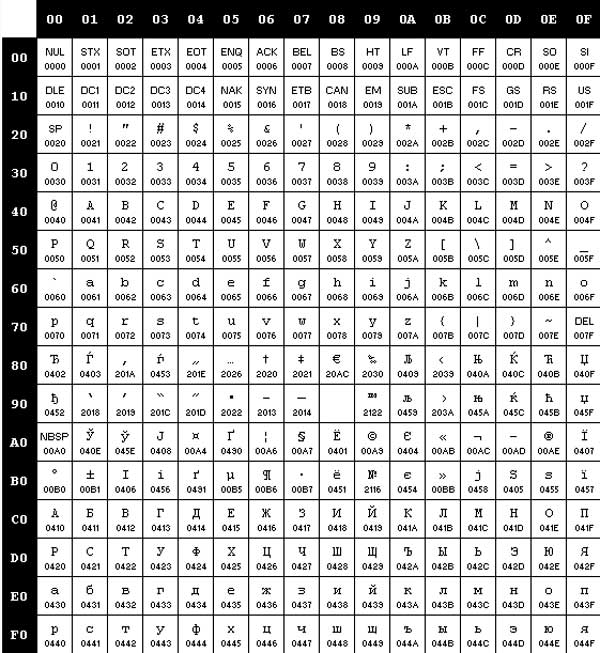 00 01 02 03 04 05 06 07 08 09 0A 0B 0C 0D 0E 0F
00 NUL STX SOT ETX EOT ENQ ACK BEL BS HT LF VT FF CR SO SI
0000 0001 0002 0003 0004 0005 0006 0007 0008 0009 000A 000B 000C 000D 000E 000F
10 DLE DC1 DC2 DC3 DC4 NAK SYN ETB CAN EM SUB ESC FS GS RS US
0010 0011 0012 0013 0014 0015 0016 0017 0018 0019 001A 001B 001C 001D 001E 001F
20 SP ! " # $ % & ' ( ) * + , - . /
0020 0021 0022 0023 0024 0025 0026 0027 0028 0029 002A 002B 002C 002D 002E 002F
30 0 1 2 3 4 5 6 7 8 9 : ; < = > ?
0030 0031 0032 0033 0034 0035 0036 0037 0038 0039 003A 003B 003C 003D 003E 003F
40 @ A B C D E F G H I J K L M N O
0040 0041 0042 0043 0044 0045 0046 0047 0048 0049 004A 004B 004C 004D 004E 004F
50 P Q R S T U V W X Y Z [ \ ] ^ _
0050 0051 0052 0053 0054 0055 0056 0057 0058 0059 005A 005B 005C 005D 005E 005F
60 ` a b c d e f g h i j k l m n o
0060 0061 0062 0063 0064 0065 0066 0067 0068 0069 006A 006B 006C 006D 006E 006F
70 p q r s t u v w x y z { | } ~ DEL
0070 0071 0072 0073 0074 0075 0076 0077 0078 0079 007A 007B 007C 007D 007E 007F
80 Ђ Ѓ ‚ ѓ „ … † ‡ € ‰ Љ ‹ Њ Ќ Ћ Џ
0402 0403 201A 0453 201E 2026 2020 2021 20AC 2030 0409 2039 040A 040C 040B 040F
90 ђ ‘ ’ “ ” • – — ™ љ › њ ќ ћ џ
0452 2018 2019 201C 201D 2022 2013 2014 2122 0459 203A 045A 045C 045B 045F
A0 NBSP Ў ў Ј ¤ Ґ ¦ § Ё © Є « ¬ - ® Ї
00A0 040E 045E 0408 00A4 0490 00A6 00A7 0401 00A9 0404 00AB 00AC 00AD 00AE 0407
B0 ° ± І і ґ µ ¶ · ё № є » ј Ѕ ѕ ї
00B0 00B1 0406 0456 0491 00B5 00B6 00B7 0451 2116 0454 00BB 0458 0405 0455 0457
C0 А Б В Г Д Е Ж З И Й К Л М Н О П
0410 0411 0412 0413 0414 0415 0416 0417 0418 0419 041A 041B 041C 041D 041E 041F
D0 Р С Т У Ф Х Ц Ч Ш Щ Ъ Ы Ь Э Ю Я
0420 0421 0422 0423 0424 0425 0426 0427 0428 0429 042A 042B 042C 042D 042E 042F
E0 а б в г д е ж з и й к л м н о п
0430 0431 0432 0433 0434 0435 0436 0437 0438 0439 043A 043B 043C 043D 043E 043F
F0 р с т у ф х ц ч ш щ ъ ы ь э ю я
0440 0441 0442 0443 0444 0445 0446 0447 0448 0449 044A 044B 044C 044D 044E 044F